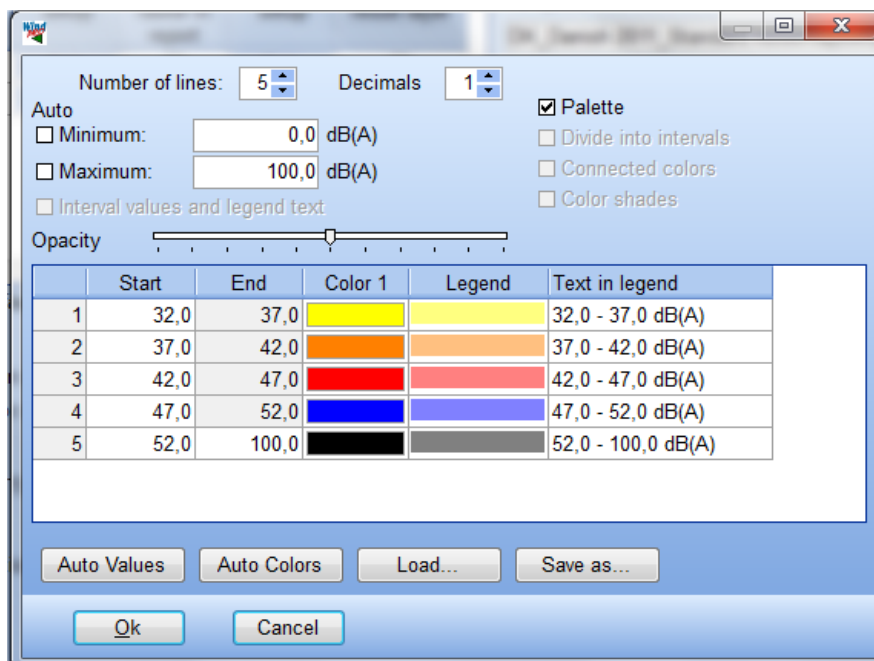 Wind
Number of lines: 5 Decimals 1
Auto
Minimum: 0,0 dB(A)
Maximum: 100,0 dB(A)
Interval values and legend text
Palette
Divide into intervals
Connected colors
Color shades
Opacity
Start End Color 1 Legend Text in legend
1 32,0 37,0 32,0 - 37,0 dB(A)
2 37,0 42,0 37,0 - 42,0 dB(A)
3 42,0 47,0 42,0 - 47,0 dB(A)
4 47,0 52,0 47,0 - 52,0 dB(A)
5 52,0 100,0 52,0 - 100,0 dB(A)
Auto Values Auto Colors Load... Save as...
Ok Cancel